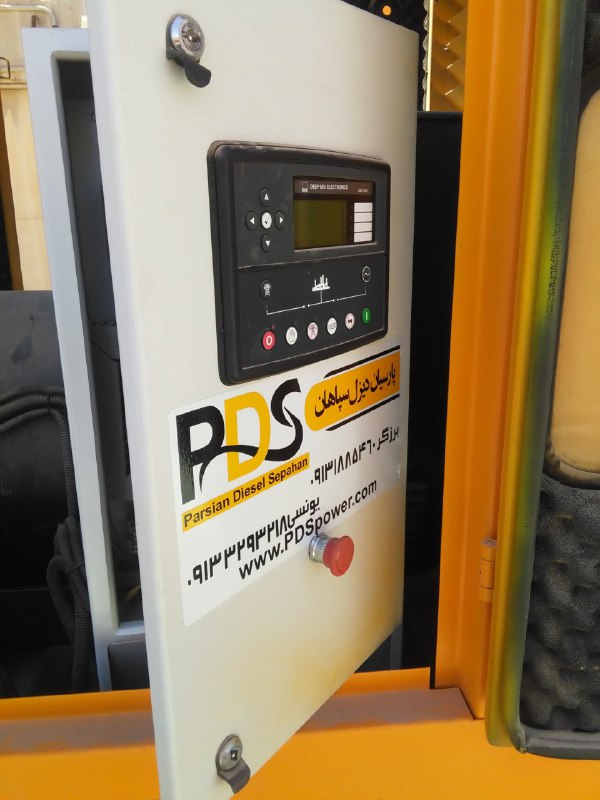 DEEP SEA ELECTRONICS
PDS
پارسیان دیزل سپاهان
Parsian Diesel Sepahan
برزگر ۰۹۱۳۱۸۸۵۴۶۰
یونسی ۰۹۱۳۳۲۹۳۲۱۸
www.PDSpower.com